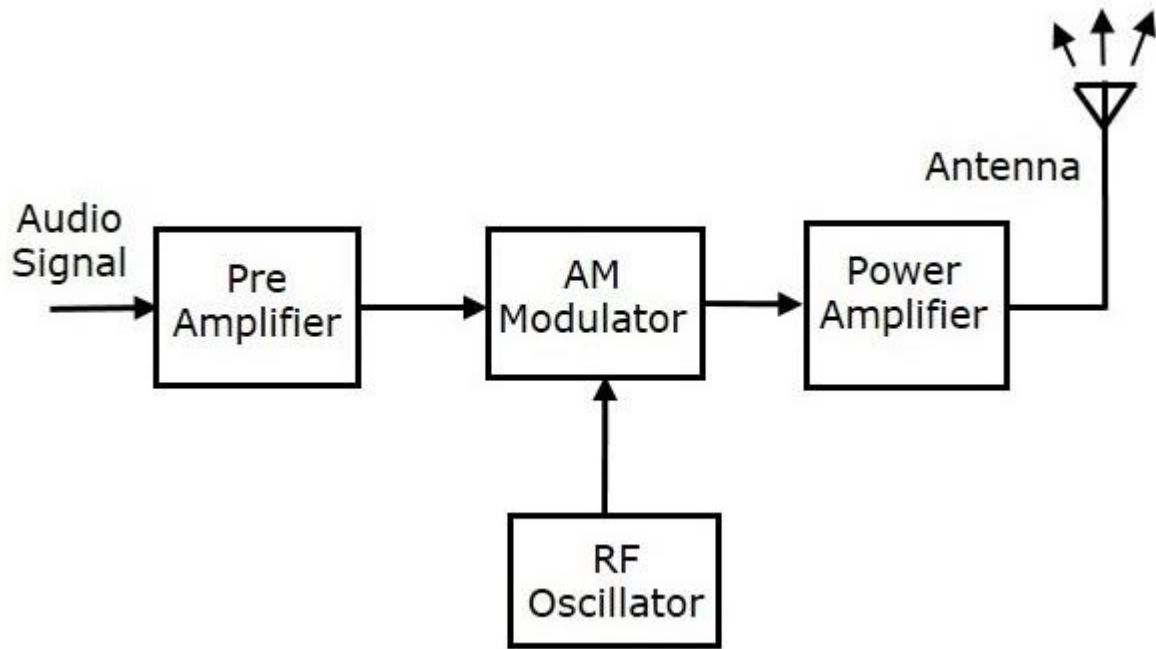 Antenna
Audio
Signal
Pre
Amplifier
AM
Modulator
Power
Amplifier
RF
Oscillator